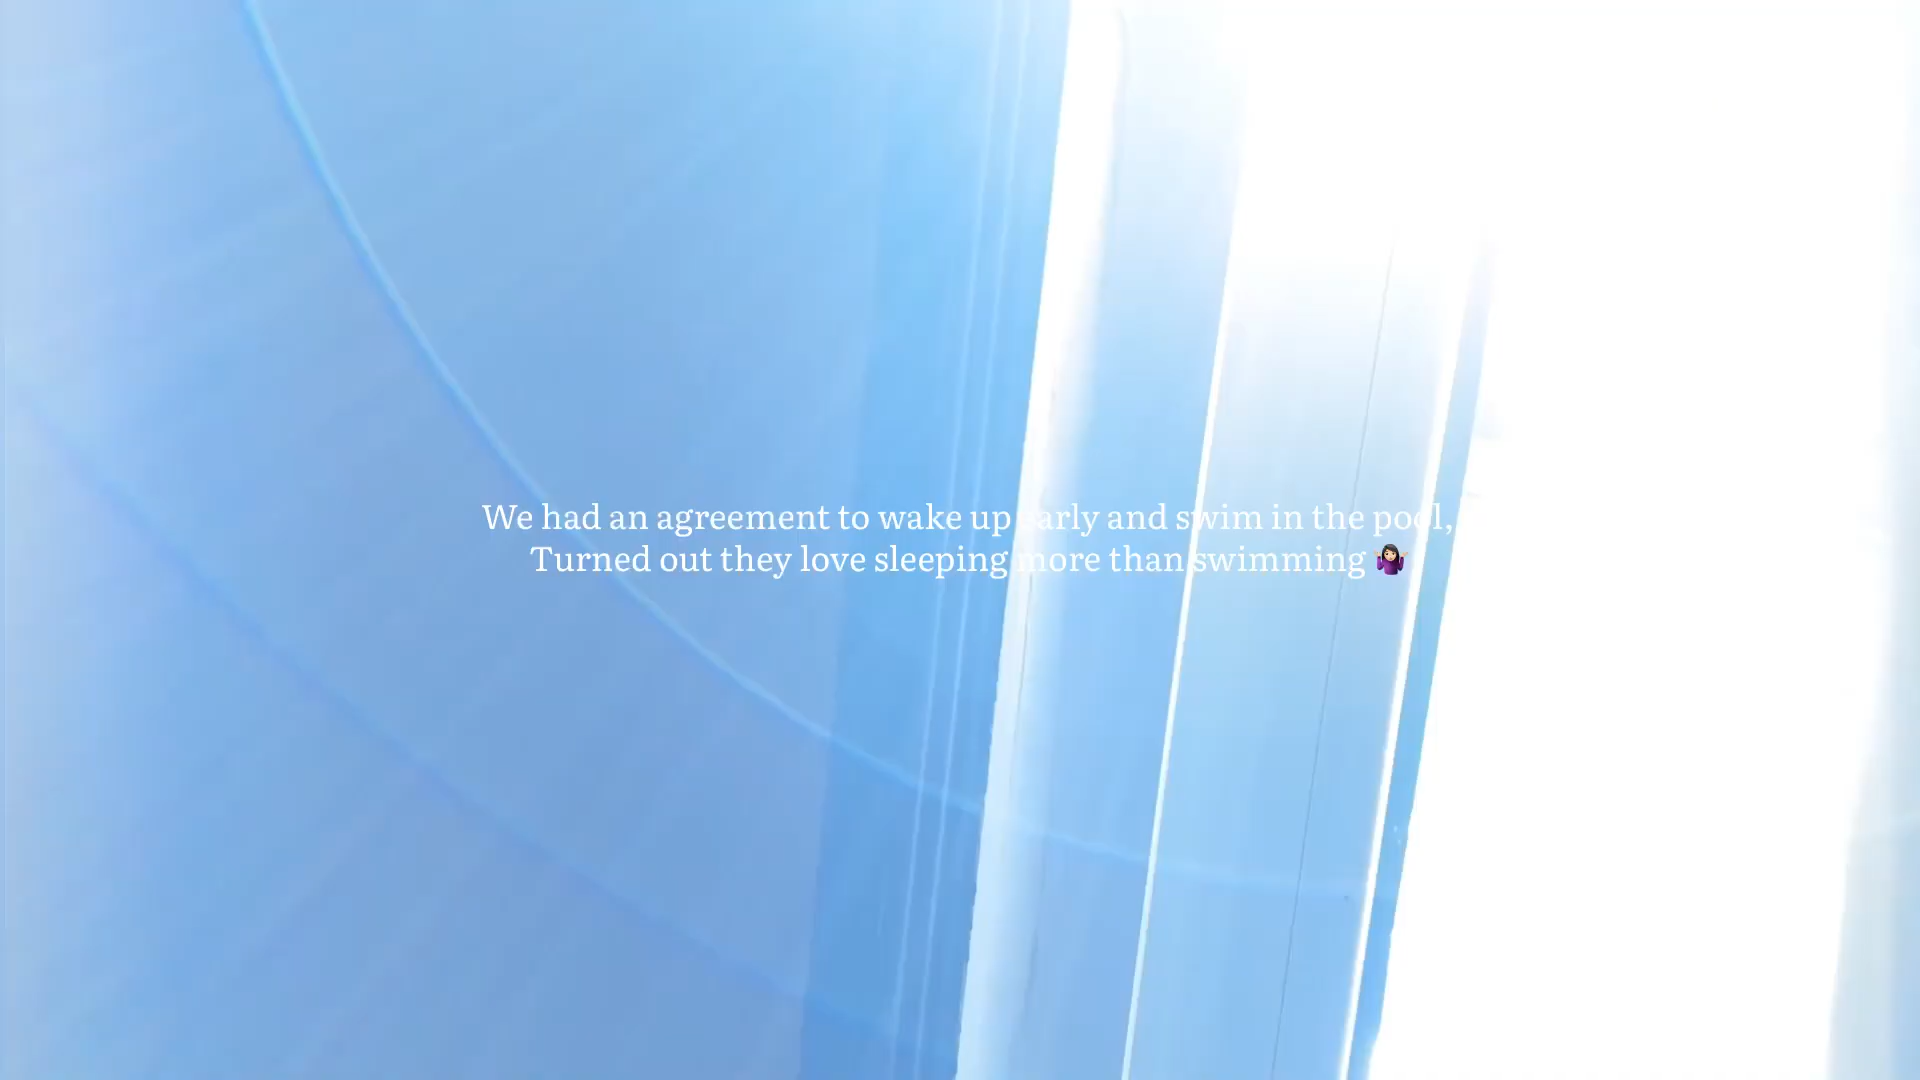 We had an agreement to wake up early and swim in the pool,
Turned out they love sleeping more than swimming 🤷🏻‍♀️